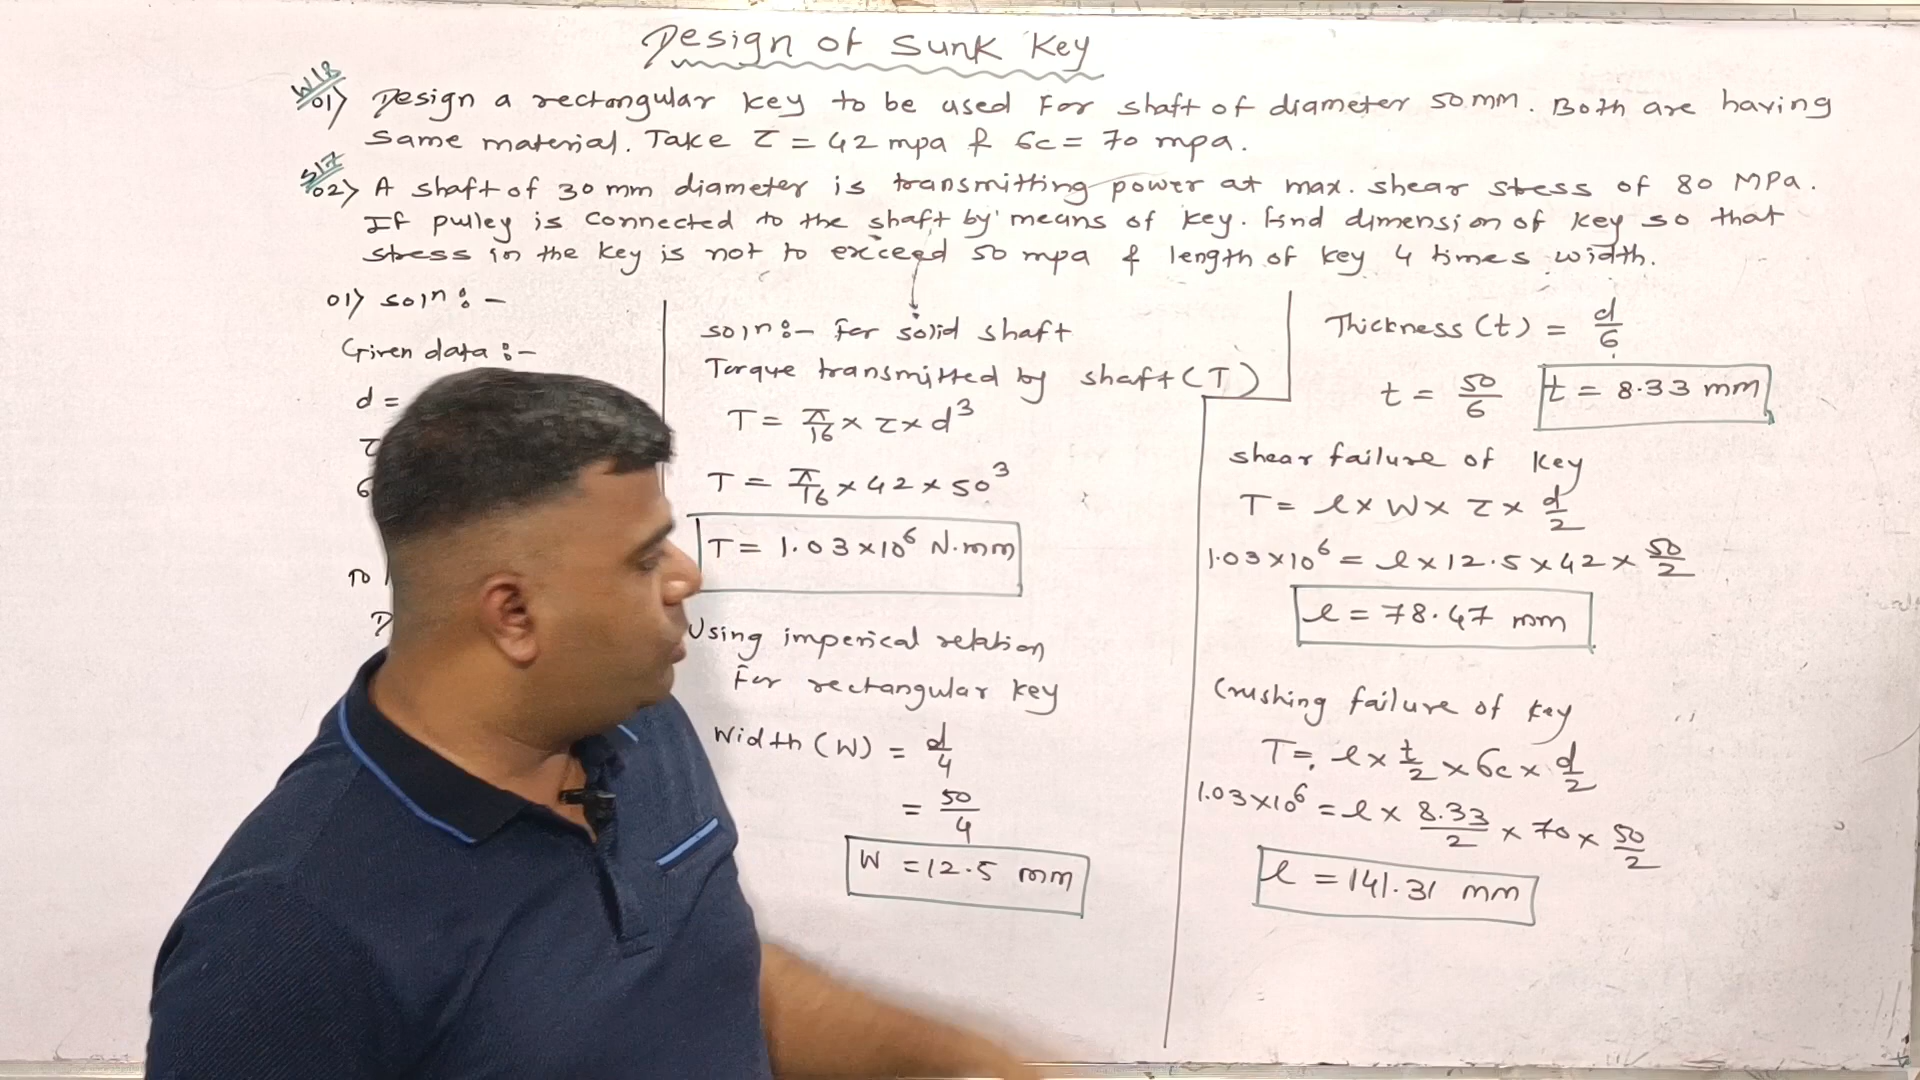 Design of Sunk Key
W18
01) Design a rectangular key to be used For shaft of diameter 50mm. Both are having
same material. Take τ = 42 mpa & σc = 70 mpa.
S17
02) A shaft of 30 mm diameter is transmitting power at max. shear stress of 80 MPa.
If pulley is connected to the shaft by means of key. find dimension of key so that
stress in the key is not to exceed 50 mpa & length of key 4 times width.
01) soln :-
Given data :-
d =
τ
σ
To
D
soln :- For solid shaft
Torque transmitted by shaft (T)
T = π/16 × τ × d³
T = π/16 × 42 × 50³
T = 1.03 × 10⁶ N.mm
Using imperical relation
For rectangular key
Width (W) = d/4
= 50/4
W = 12.5 mm
Thickness (t) = d/6
t = 50/6 t = 8.33 mm
shear failure of key
T = l × W × τ × d/2
1.03 × 10⁶ = l × 12.5 × 42 × 50/2
l = 78.47 mm
Crushing failure of key
T = l × t/2 × σc × d/2
1.03 × 10⁶ = l × 8.33/2 × 70 × 50/2
l = 141.31 mm